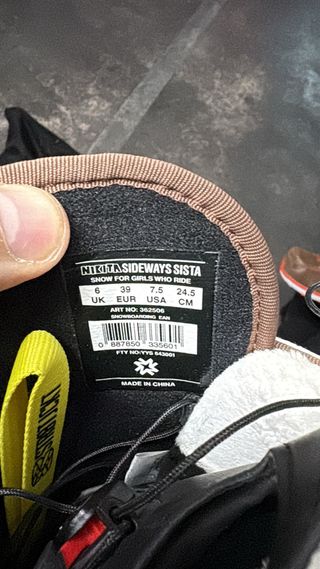 NIKITA SIDEWAYS SISTA
SNOW FOR GIRLS WHO RIDE
6 39 7.5 24.5
UK EUR USA CM
ART NO: 362506
SNOWBOARDING EAN
0 887850 335601
FTY NO:YYS 643001
MADE IN CHINA